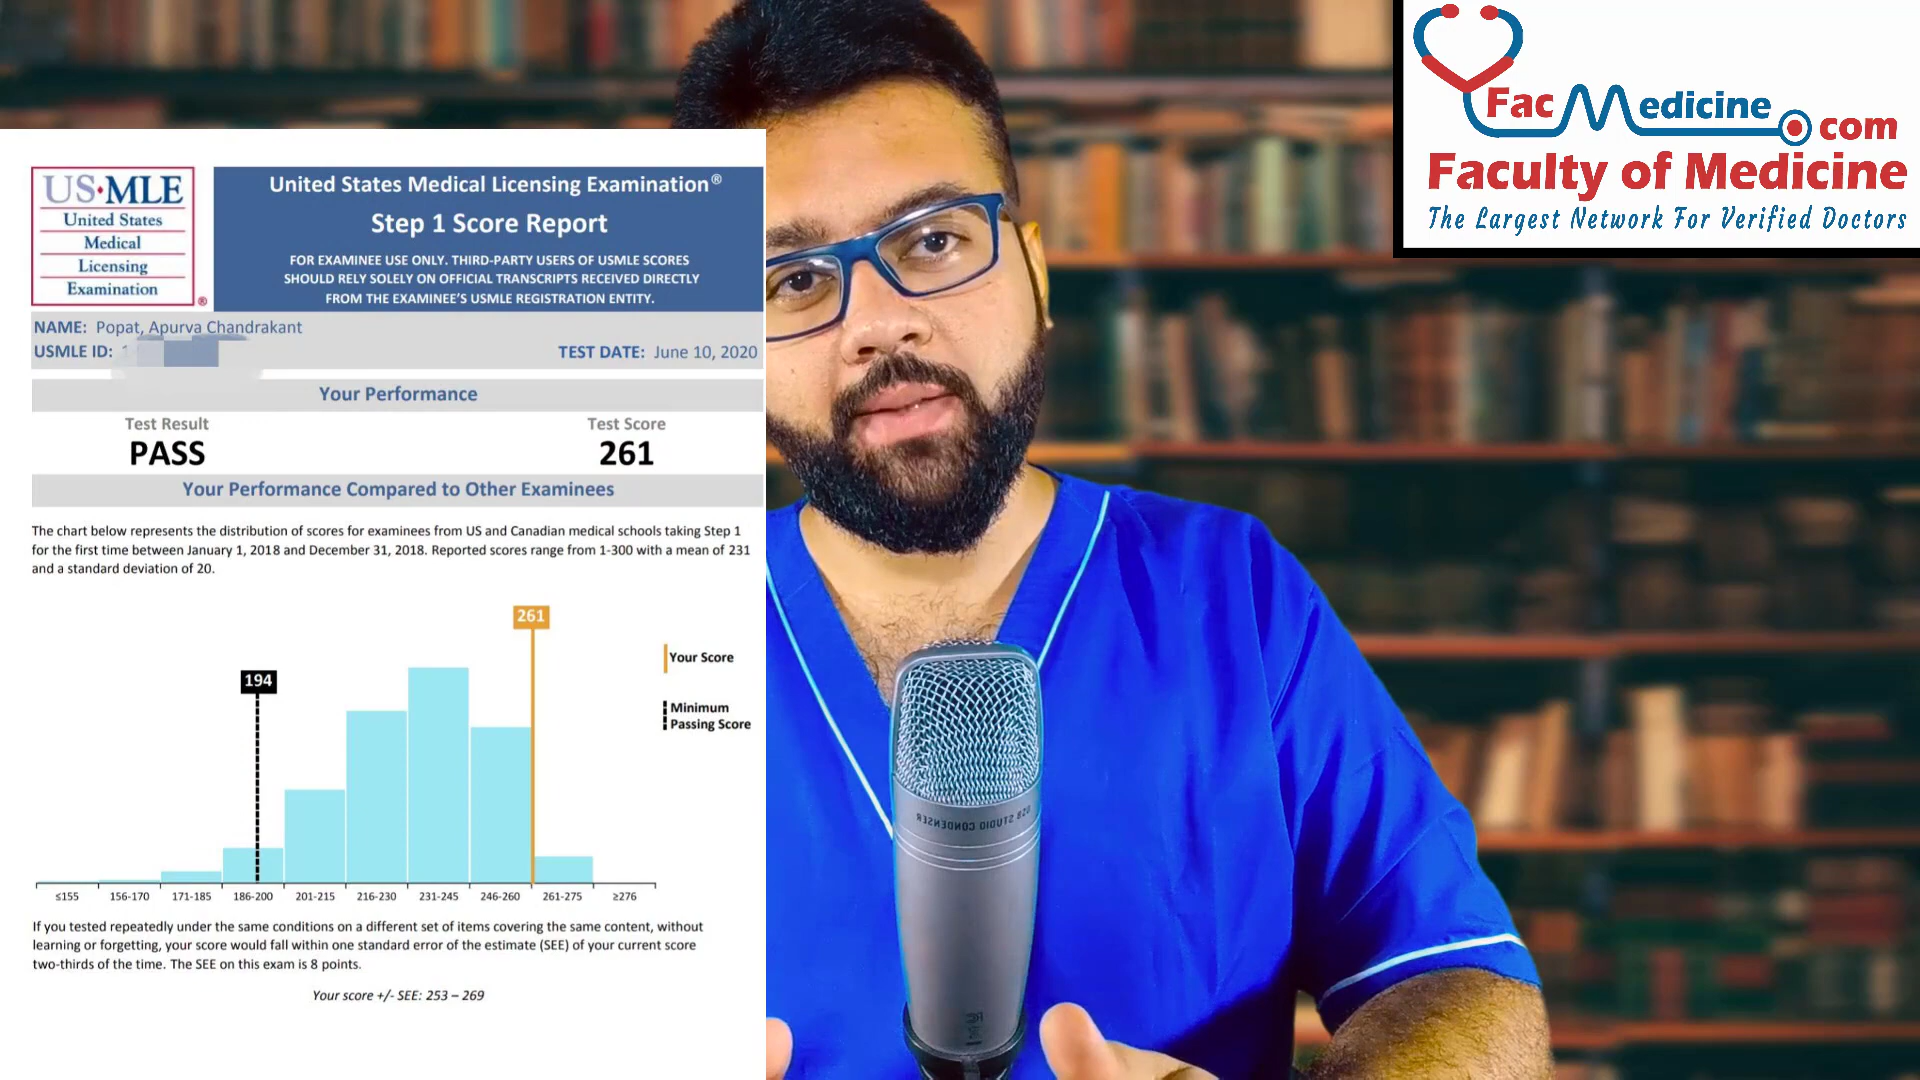 US·MLE
United States
Medical
Licensing
Examination
®
United States Medical Licensing Examination®
Step 1 Score Report
FOR EXAMINEE USE ONLY. THIRD-PARTY USERS OF USMLE SCORES
SHOULD RELY SOLELY ON OFFICIAL TRANSCRIPTS RECEIVED DIRECTLY
FROM THE EXAMINEE'S USMLE REGISTRATION ENTITY.
NAME: Popat, Apurva Chandrakant
USMLE ID: 1
TEST DATE: June 10, 2020
Your Performance
Test Result
Test Score
PASS
261
Your Performance Compared to Other Examinees
The chart below represents the distribution of scores for examinees from US and Canadian medical schools taking Step 1
for the first time between January 1, 2018 and December 31, 2018. Reported scores range from 1-300 with a mean of 231
and a standard deviation of 20.
261
194
Your Score
Minimum
Passing Score
≤155 156-170 171-185 186-200 201-215 216-230 231-245 246-260 261-275 ≥276
If you tested repeatedly under the same conditions on a different set of items covering the same content, without
learning or forgetting, your score would fall within one standard error of the estimate (SEE) of your current score
two-thirds of the time. The SEE on this exam is 8 points.
Your score +/- SEE: 253 – 269
FacMedicine.com
Faculty of Medicine
The Largest Network For Verified Doctors
USB STUDIO CONDENSER